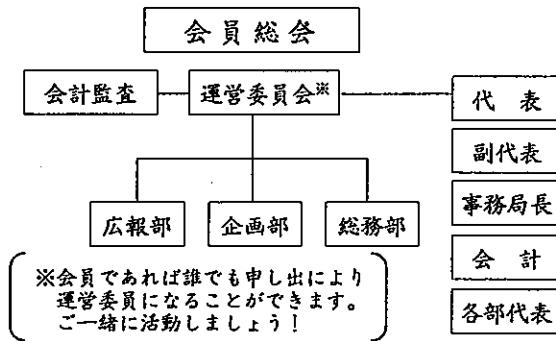 会員総会
会計監査
運営委員会※
代表
副代表
事務局長
会計
各部代表
広報部
企画部
総務部
※会員であれば誰でも申し出により
運営委員になることができます。
ご一緒に活動しましょう！